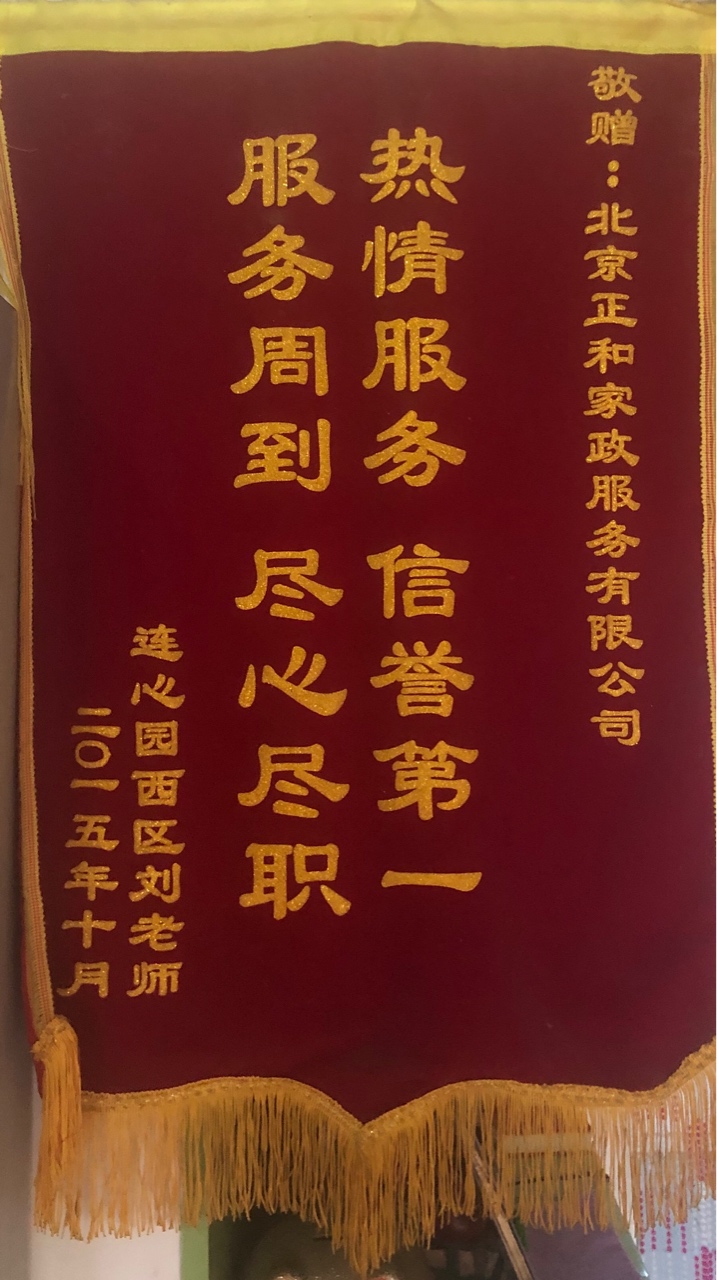 敬赠：北京正和家政服务有限公司
热情服务 信誉第一
服务周到 尽心尽职
连心园西区刘老师
二〇一五年十月